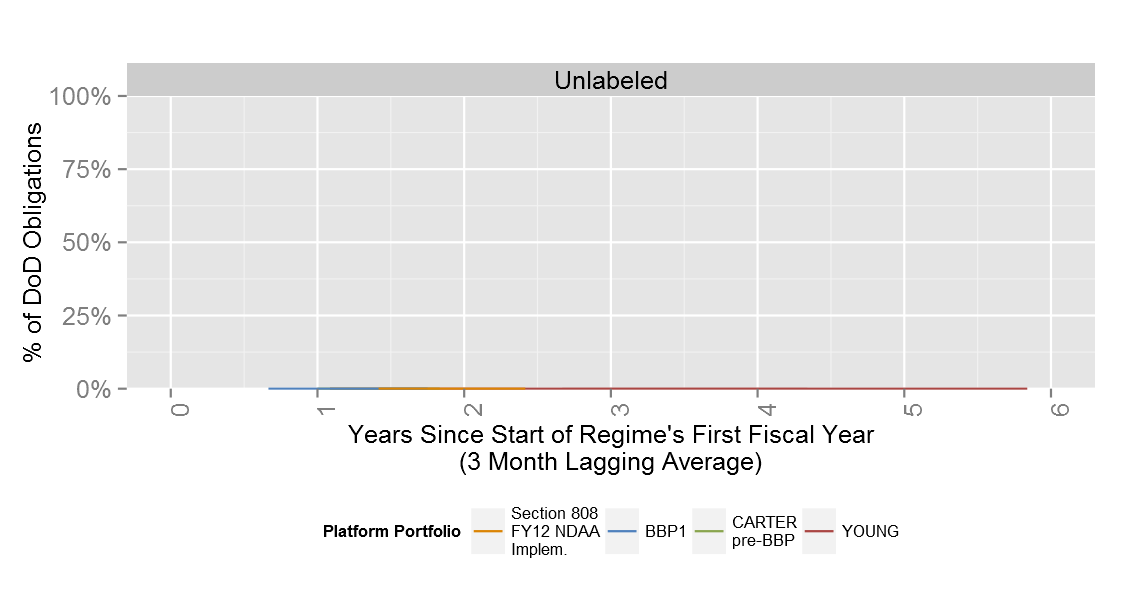 Unlabeled
100%
75%
50%
25%
0%
% of DoD Obligations
0 1 2 3 4 5 6
Years Since Start of Regime's First Fiscal Year
(3 Month Lagging Average)
Platform Portfolio
Section 808
FY12 NDAA
Implem.
BBP1
CARTER
pre-BBP
YOUNG